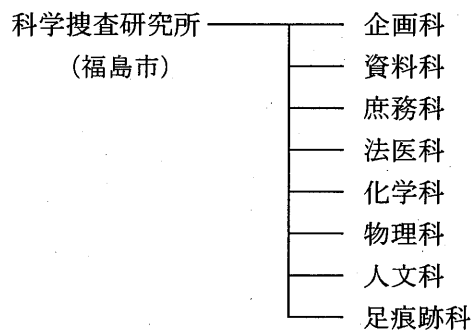 科学捜査研究所
(福島市)
企画科
資料科
庶務科
法医科
化学科
物理科
人文科
足痕跡科